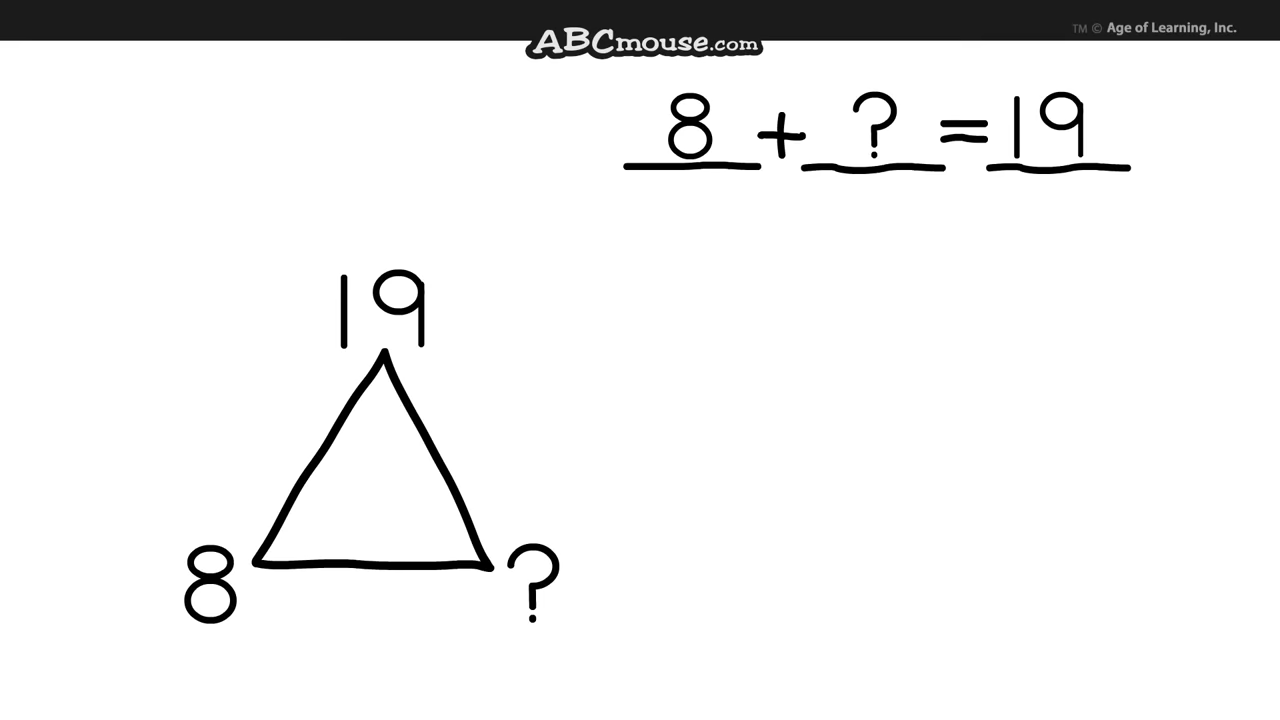 TM © Age of Learning, Inc.
ABCmouse.com
8 + ? = 19
19
8 ?